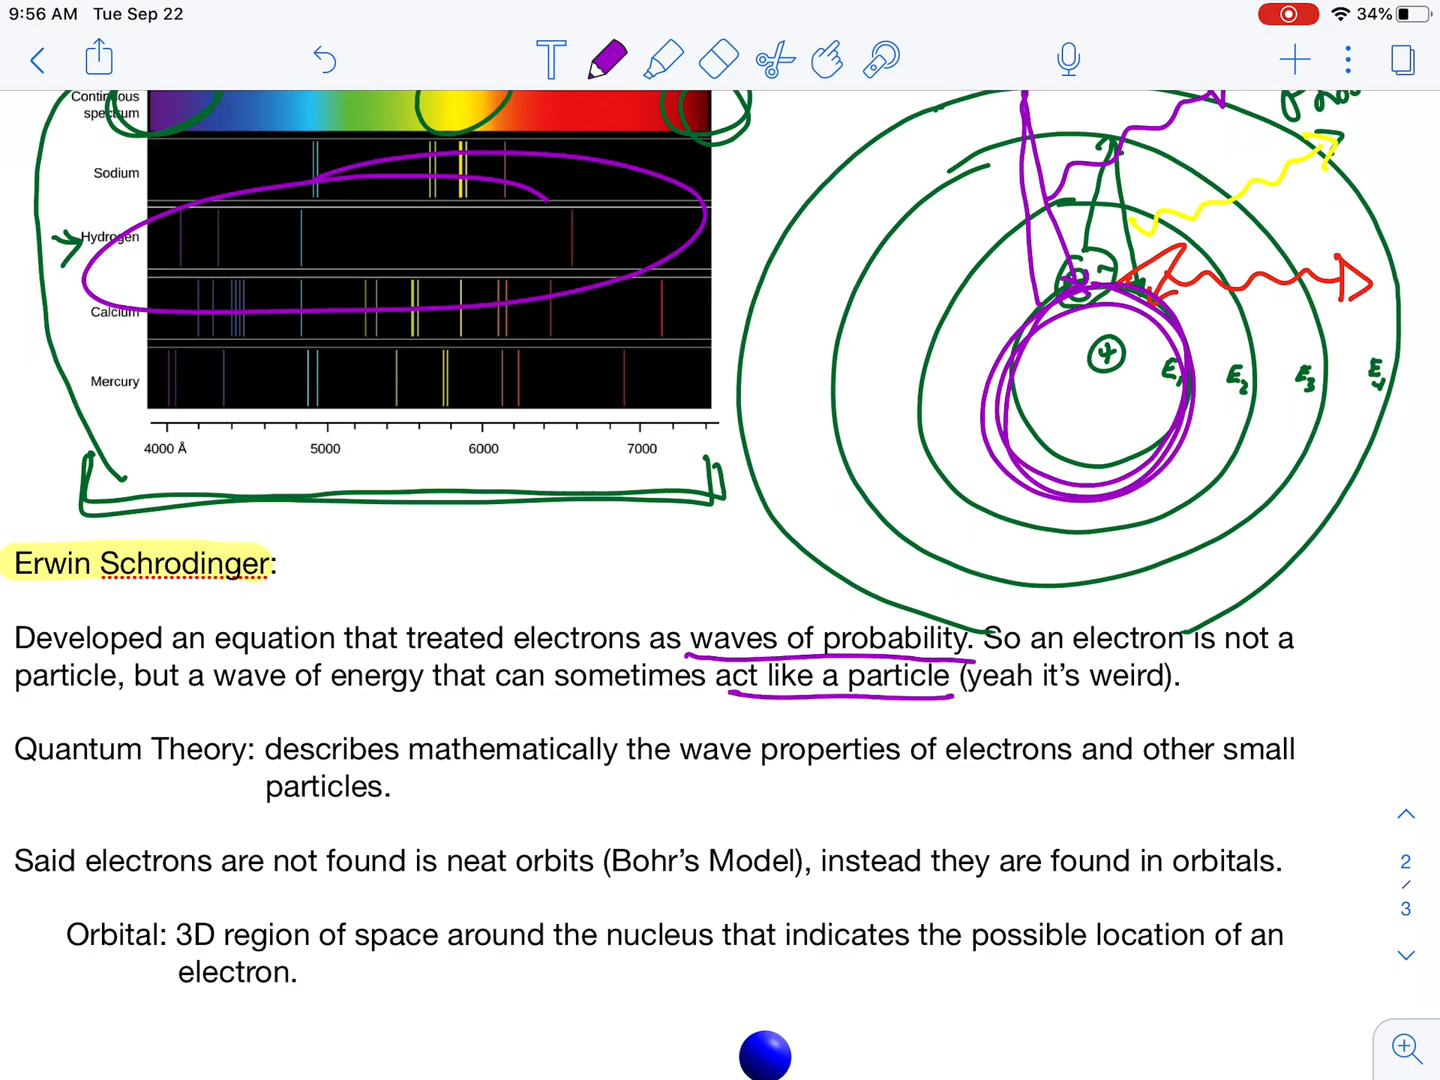 9:56 AM Tue Sep 22
34%
Continuous
spectrum
Sodium
Hydrogen
Calcium
Mercury
4000 Å 5000 6000 7000
+
E1 E2 E3 E4
Erwin Schrodinger:
Developed an equation that treated electrons as waves of probability. So an electron is not a
particle, but a wave of energy that can sometimes act like a particle (yeah it's weird).
Quantum Theory: describes mathematically the wave properties of electrons and other small
particles.
Said electrons are not found is neat orbits (Bohr's Model), instead they are found in orbitals.
Orbital: 3D region of space around the nucleus that indicates the possible location of an
electron.
2
/
3